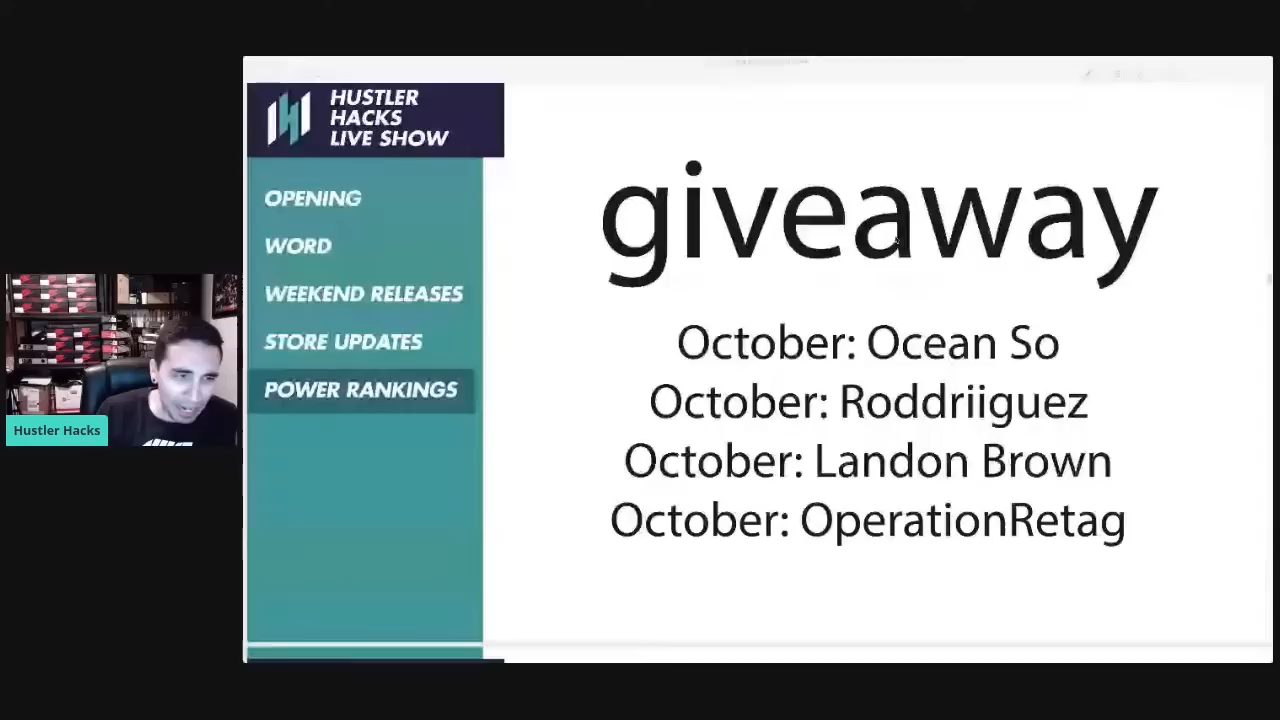 HUSTLER
HACKS
LIVE SHOW
OPENING
WORD
WEEKEND RELEASES
STORE UPDATES
POWER RANKINGS
giveaway
October: Ocean So
October: Roddriiguez
October: Landon Brown
October: OperationRetag
Hustler Hacks